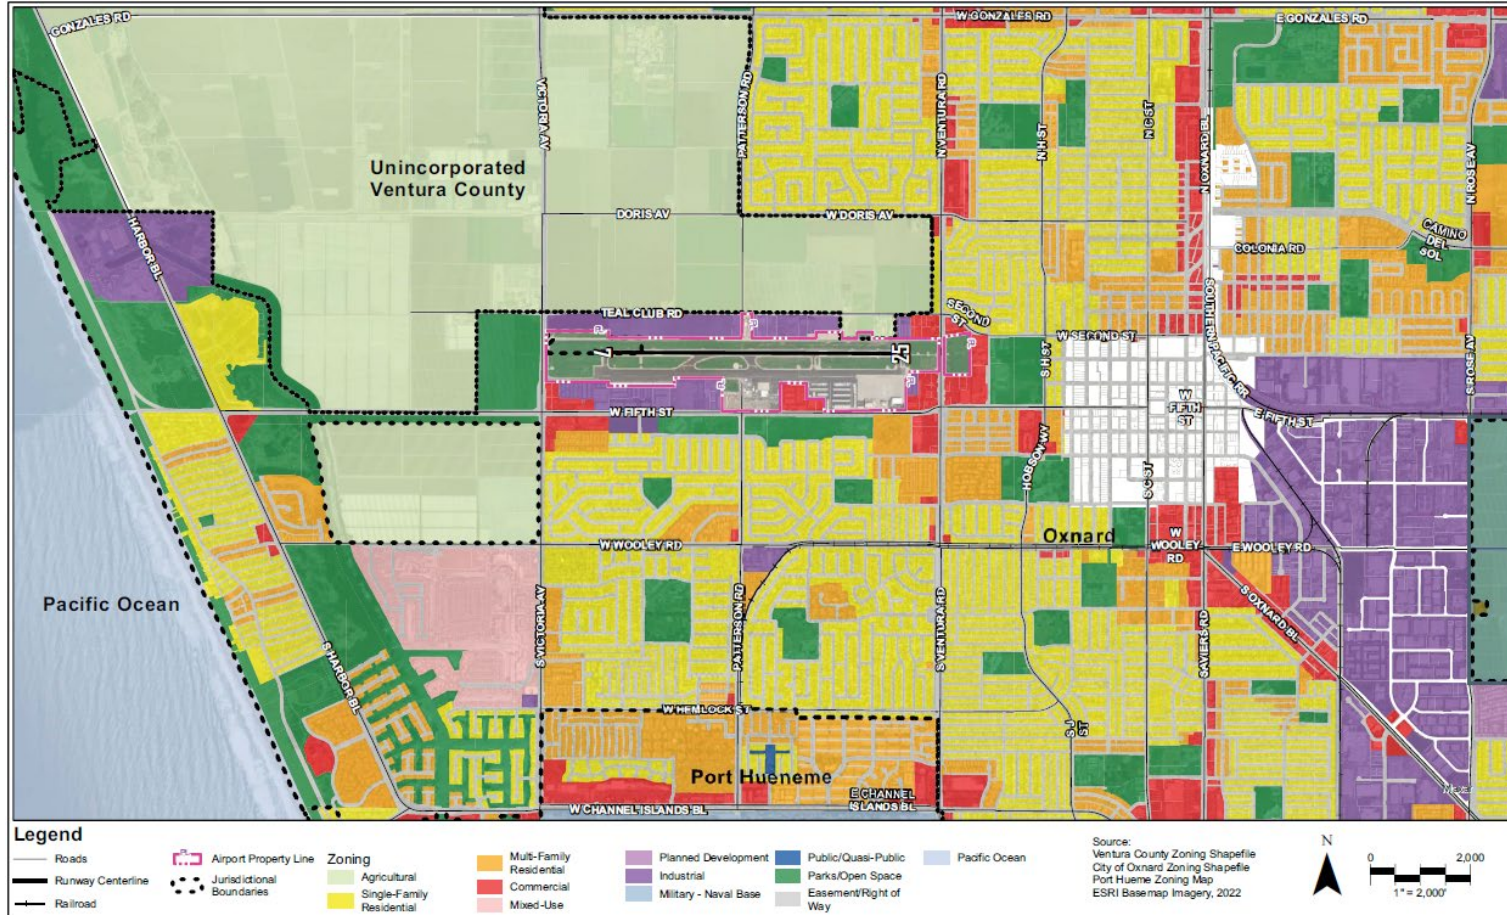 GONZALES RD
W GONZALES RD
E GONZALES RD
VICTORIA AV
PATTERSON RD
N VENTURA RD
N H ST
N C ST
N OXNARD BL
N ROSE AV
Unincorporated
Ventura County
HARBOR BL
DORIS AV
W DORIS AV
COLONIA RD
CAMINO
DEL
SOL
TEAL CLUB RD
SECOND
ST
W SECOND ST
SOUTHERN PACIFIC RR
7
25
S H ST
S ROSE AV
W FIFTH ST
W
FIFTH
ST
E FIFTH ST
HOBSON WY
S C ST
Oxnard
W WOOLEY RD
W
WOOLEY
RD
E WOOLEY RD
Pacific Ocean
S HARBOR BL
S VICTORIA AV
PATTERSON RD
S VENTURA RD
SAVIERS RD
S OXNARD BL
W HEMLOCK ST
S J
ST
Port Hueneme
W CHANNEL ISLANDS BL
E CHANNEL
ISLANDS BL
Legend
Roads
Runway Centerline
Railroad
Airport Property Line
Jurisdictional
Boundaries
Zoning
Agricultural
Single-Family
Residential
Multi-Family
Residential
Commercial
Mixed-Use
Planned Development
Industrial
Military - Naval Base
Public/Quasi-Public
Parks/Open Space
Easement/Right of
Way
Pacific Ocean
Source:
Ventura County Zoning Shapefile
City of Oxnard Zoning Shapefile
Port Hueme Zoning Map
ESRI Basemap Imagery, 2022
N
0 2,000
1" = 2,000'